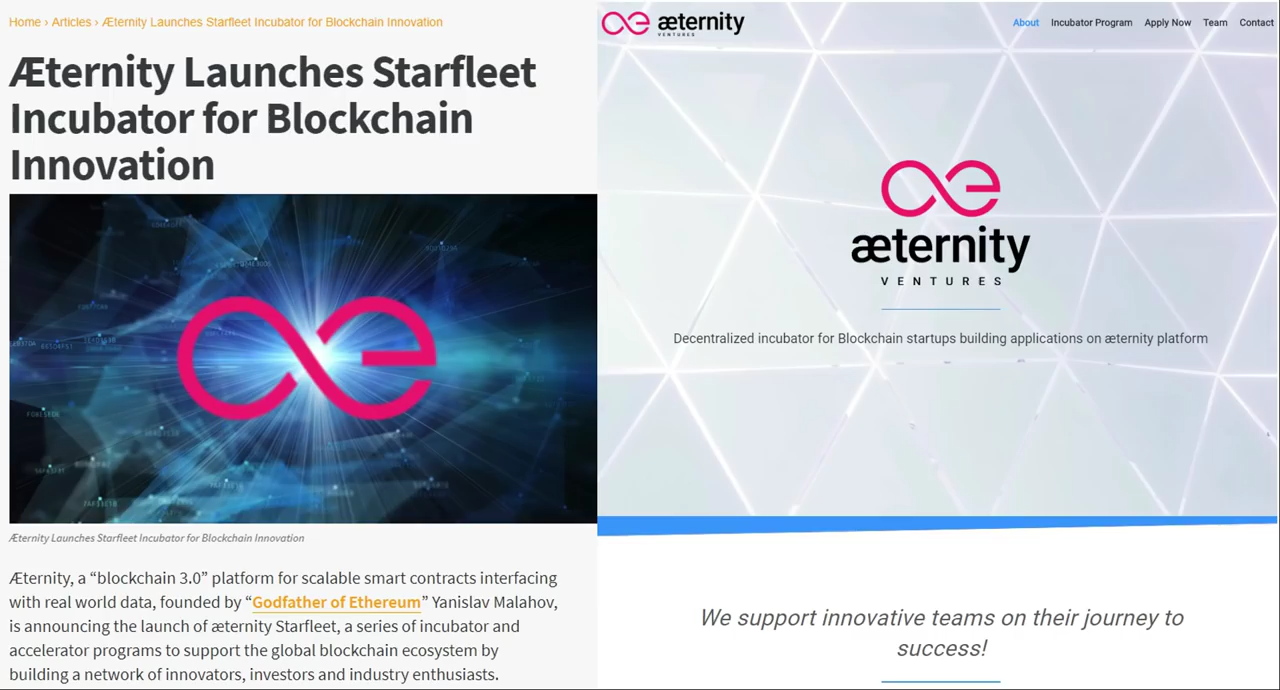 Home › Articles › Æternity Launches Starfleet Incubator for Blockchain Innovation
Æternity Launches Starfleet
Incubator for Blockchain
Innovation
Æternity Launches Starfleet Incubator for Blockchain Innovation
Æternity, a “blockchain 3.0” platform for scalable smart contracts interfacing
with real world data, founded by “Godfather of Ethereum” Yanislav Malahov,
is announcing the launch of æternity Starfleet, a series of incubator and
accelerator programs to support the global blockchain ecosystem by
building a network of innovators, investors and industry enthusiasts.
æternity
VENTURES
About Incubator Program Apply Now Team Contact
æternity
VENTURES
Decentralized incubator for Blockchain startups building applications on æternity platform
We support innovative teams on their journey to
success!